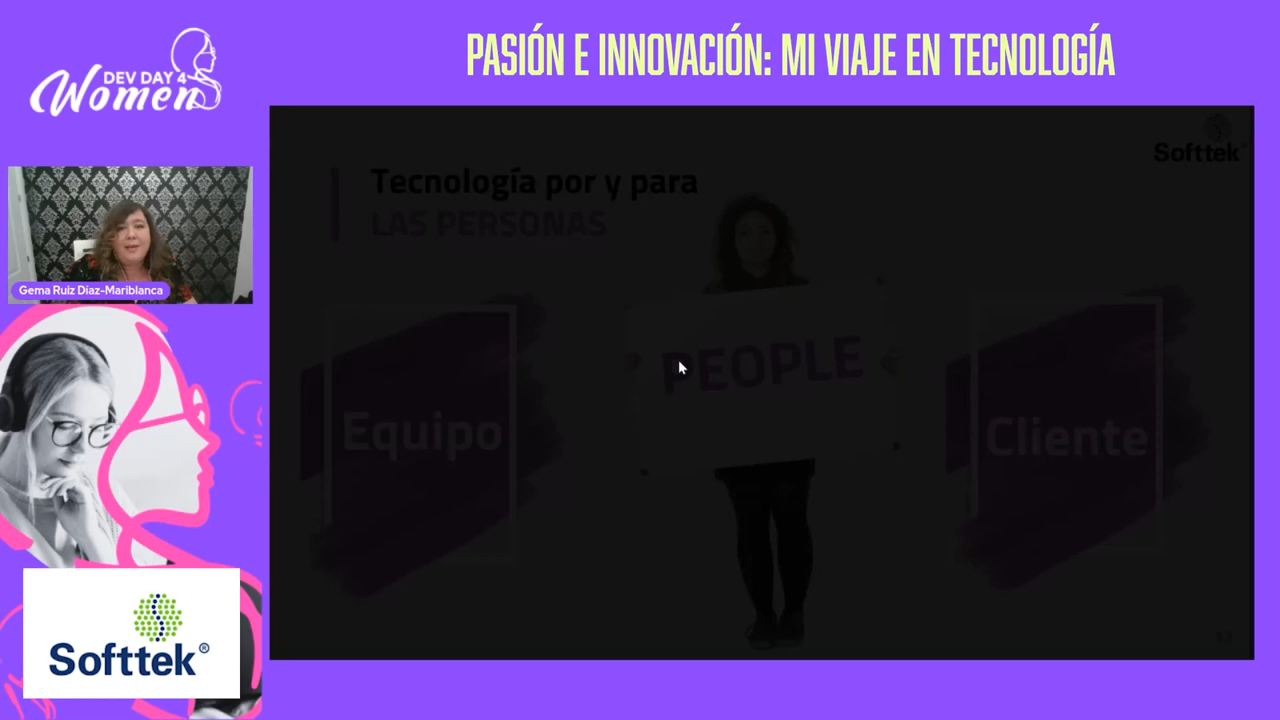 PASIÓN E INNOVACIÓN: MI VIAJE EN TECNOLOGÍA
DEV DAY 4
Women
Softtek
Tecnología por y para
LAS PERSONAS
Gema Ruiz Díaz-Mariblanca
PEOPLE
Equipo
Cliente
Softtek®